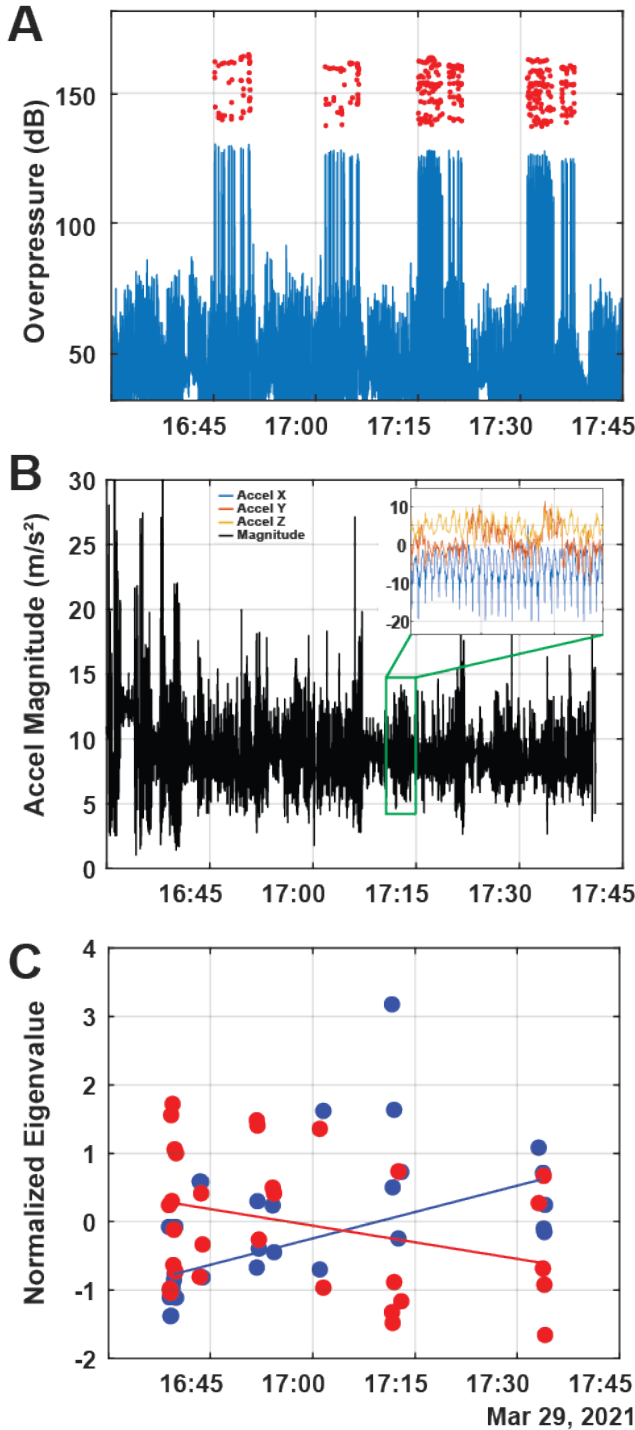 A
Overpressure (dB)
150
100
50
16:45 17:00 17:15 17:30 17:45
B
Accel Magnitude (m/s²)
30
25
20
15
10
5
0
Accel X
Accel Y
Accel Z
Magnitude
10
0
-10
-20
16:45 17:00 17:15 17:30 17:45
C
Normalized Eigenvalue
4
3
2
1
0
-1
-2
16:45 17:00 17:15 17:30 17:45
Mar 29, 2021